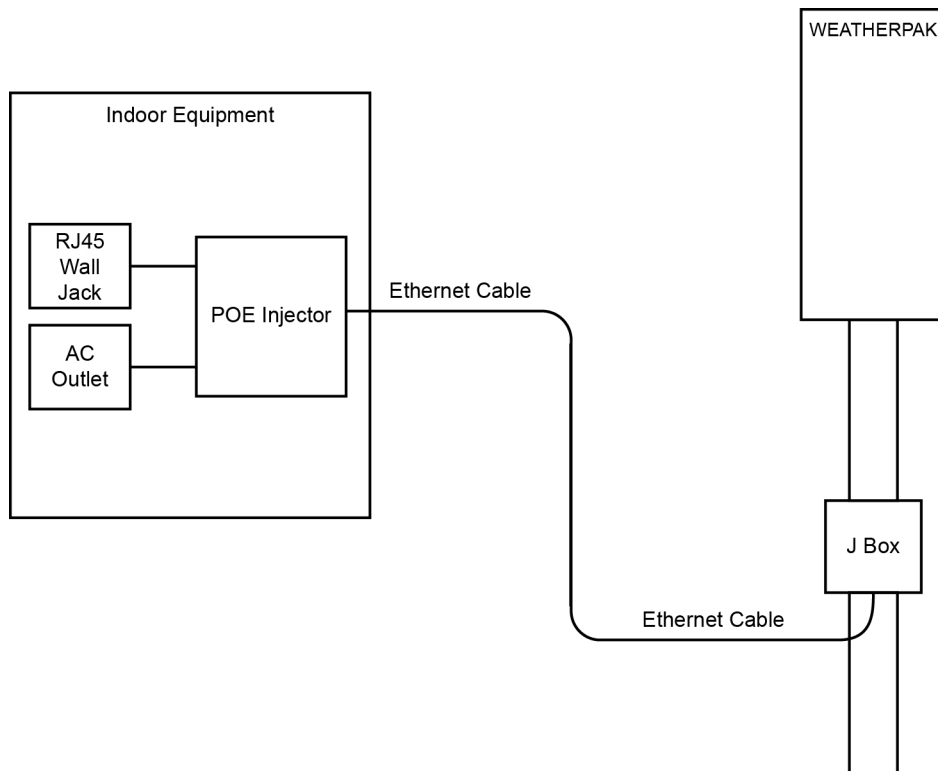 WEATHERPAK
Indoor Equipment
RJ45
Wall
Jack
POE Injector
AC
Outlet
Ethernet Cable
J Box
Ethernet Cable